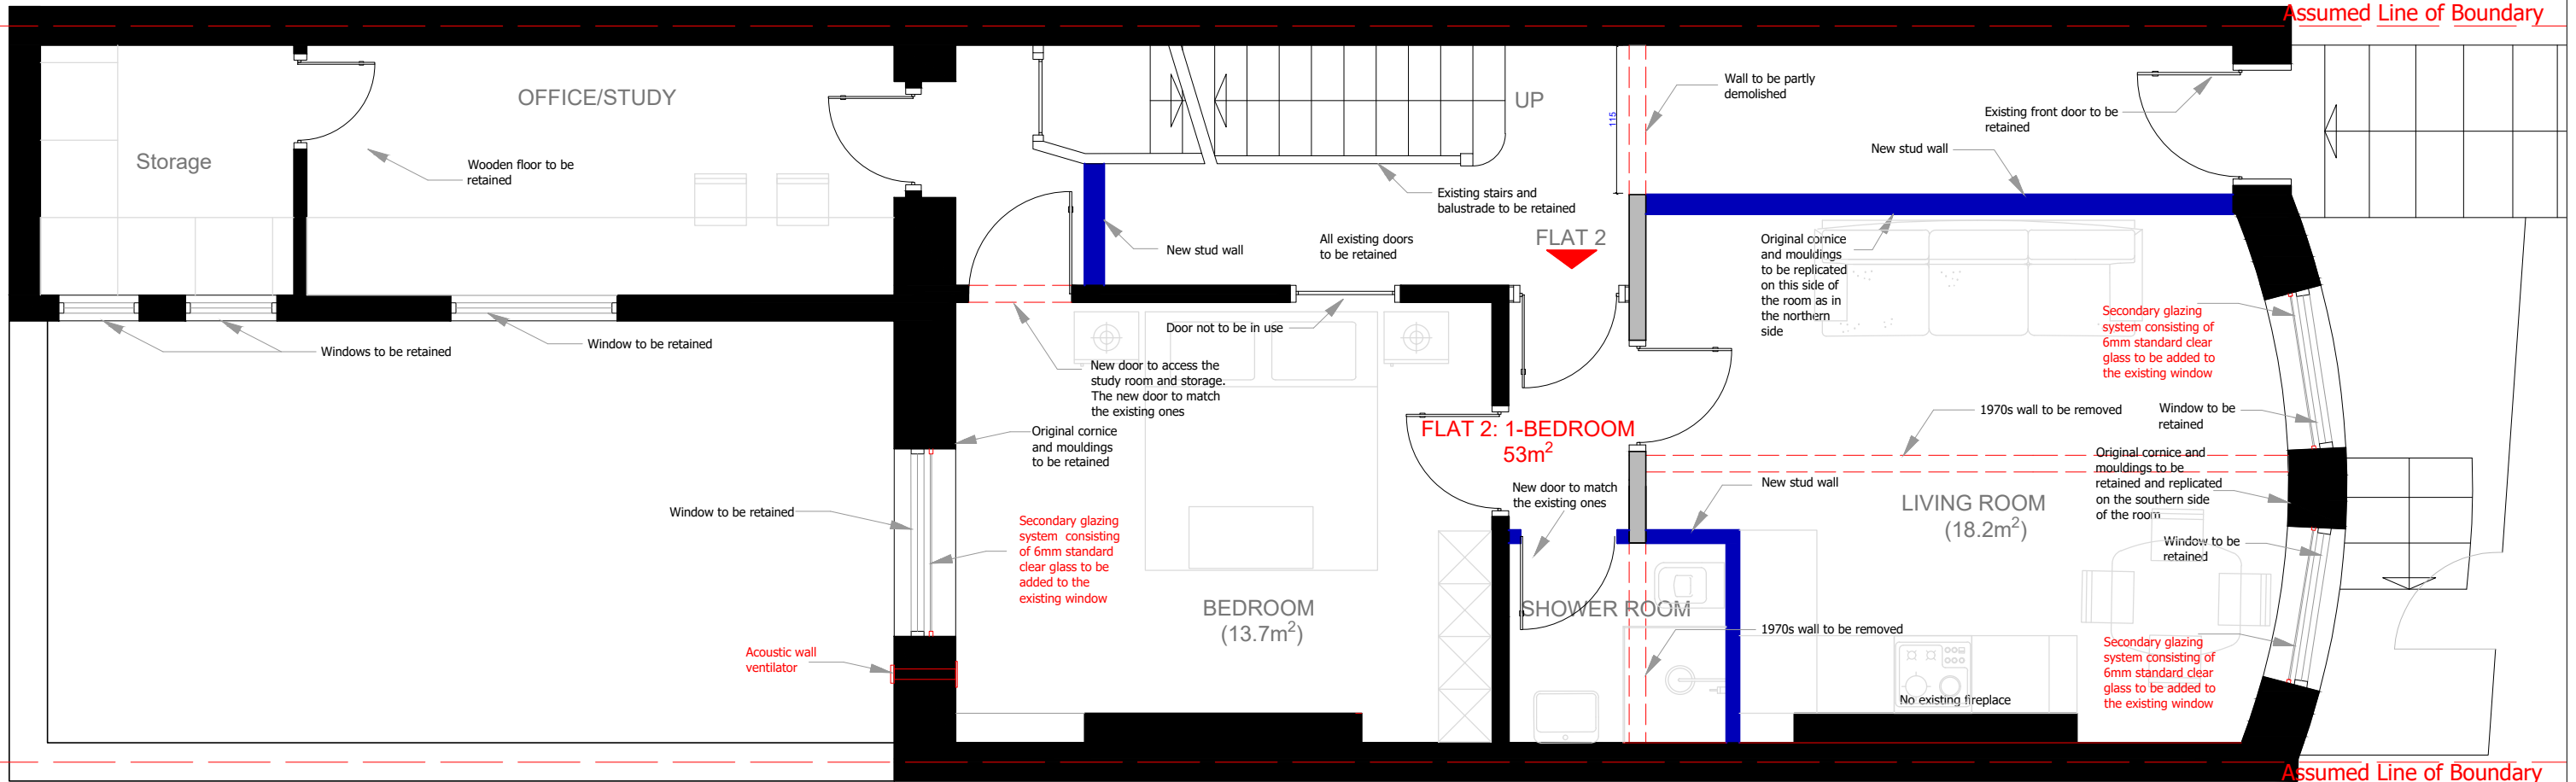 Assumed Line of Boundary
OFFICE/STUDY
Storage
Wooden floor to be
retained
UP
115
Wall to be partly
demolished
Existing front door to be
retained
New stud wall
Existing stairs and
balustrade to be retained
New stud wall
All existing doors
to be retained
FLAT 2
Original cornice
and mouldings
to be replicated
on this side of
the room as in
the northern
side
Secondary glazing
system consisting of
6mm standard clear
glass to be added to
the existing window
Windows to be retained
Window to be retained
Door not to be in use
New door to access the
study room and storage.
The new door to match
the existing ones
Original cornice
and mouldings
to be retained
FLAT 2: 1-BEDROOM
53m²
1970s wall to be removed
Window to be
retained
Original cornice and
mouldings to be
retained and replicated
on the southern side
of the room
Window to be retained
Secondary glazing
system consisting
of 6mm standard
clear glass to be
added to the
existing window
New door to match
the existing ones
New stud wall
LIVING ROOM
(18.2m²)
Window to be
retained
BEDROOM
(13.7m²)
SHOWER ROOM
1970s wall to be removed
Acoustic wall
ventilator
Secondary glazing
system consisting of
6mm standard clear
glass to be added to
the existing window
No existing fireplace
Assumed Line of Boundary